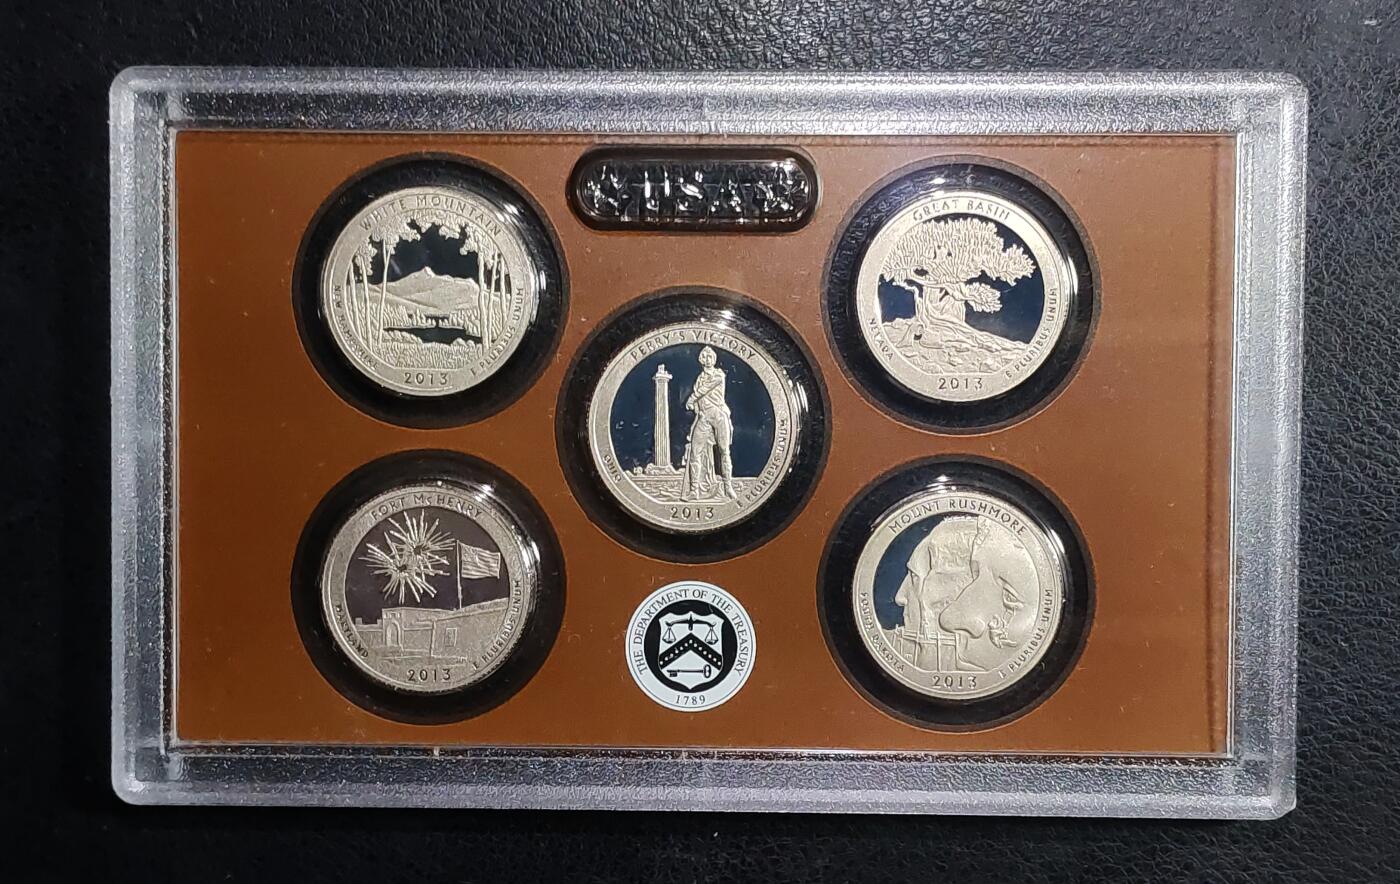 WHITE MOUNTAIN
NEW HAMPSHIRE
2013
E PLURIBUS UNUM
USA
GREAT BASIN
NEVADA
2013
E PLURIBUS UNUM
PERRY'S VICTORY
OHIO
2013
E PLURIBUS UNUM
FORT McHENRY
MARYLAND
2013
E PLURIBUS UNUM
THE DEPARTMENT OF THE TREASURY
1789
MOUNT RUSHMORE
SOUTH DAKOTA
2013
E PLURIBUS UNUM